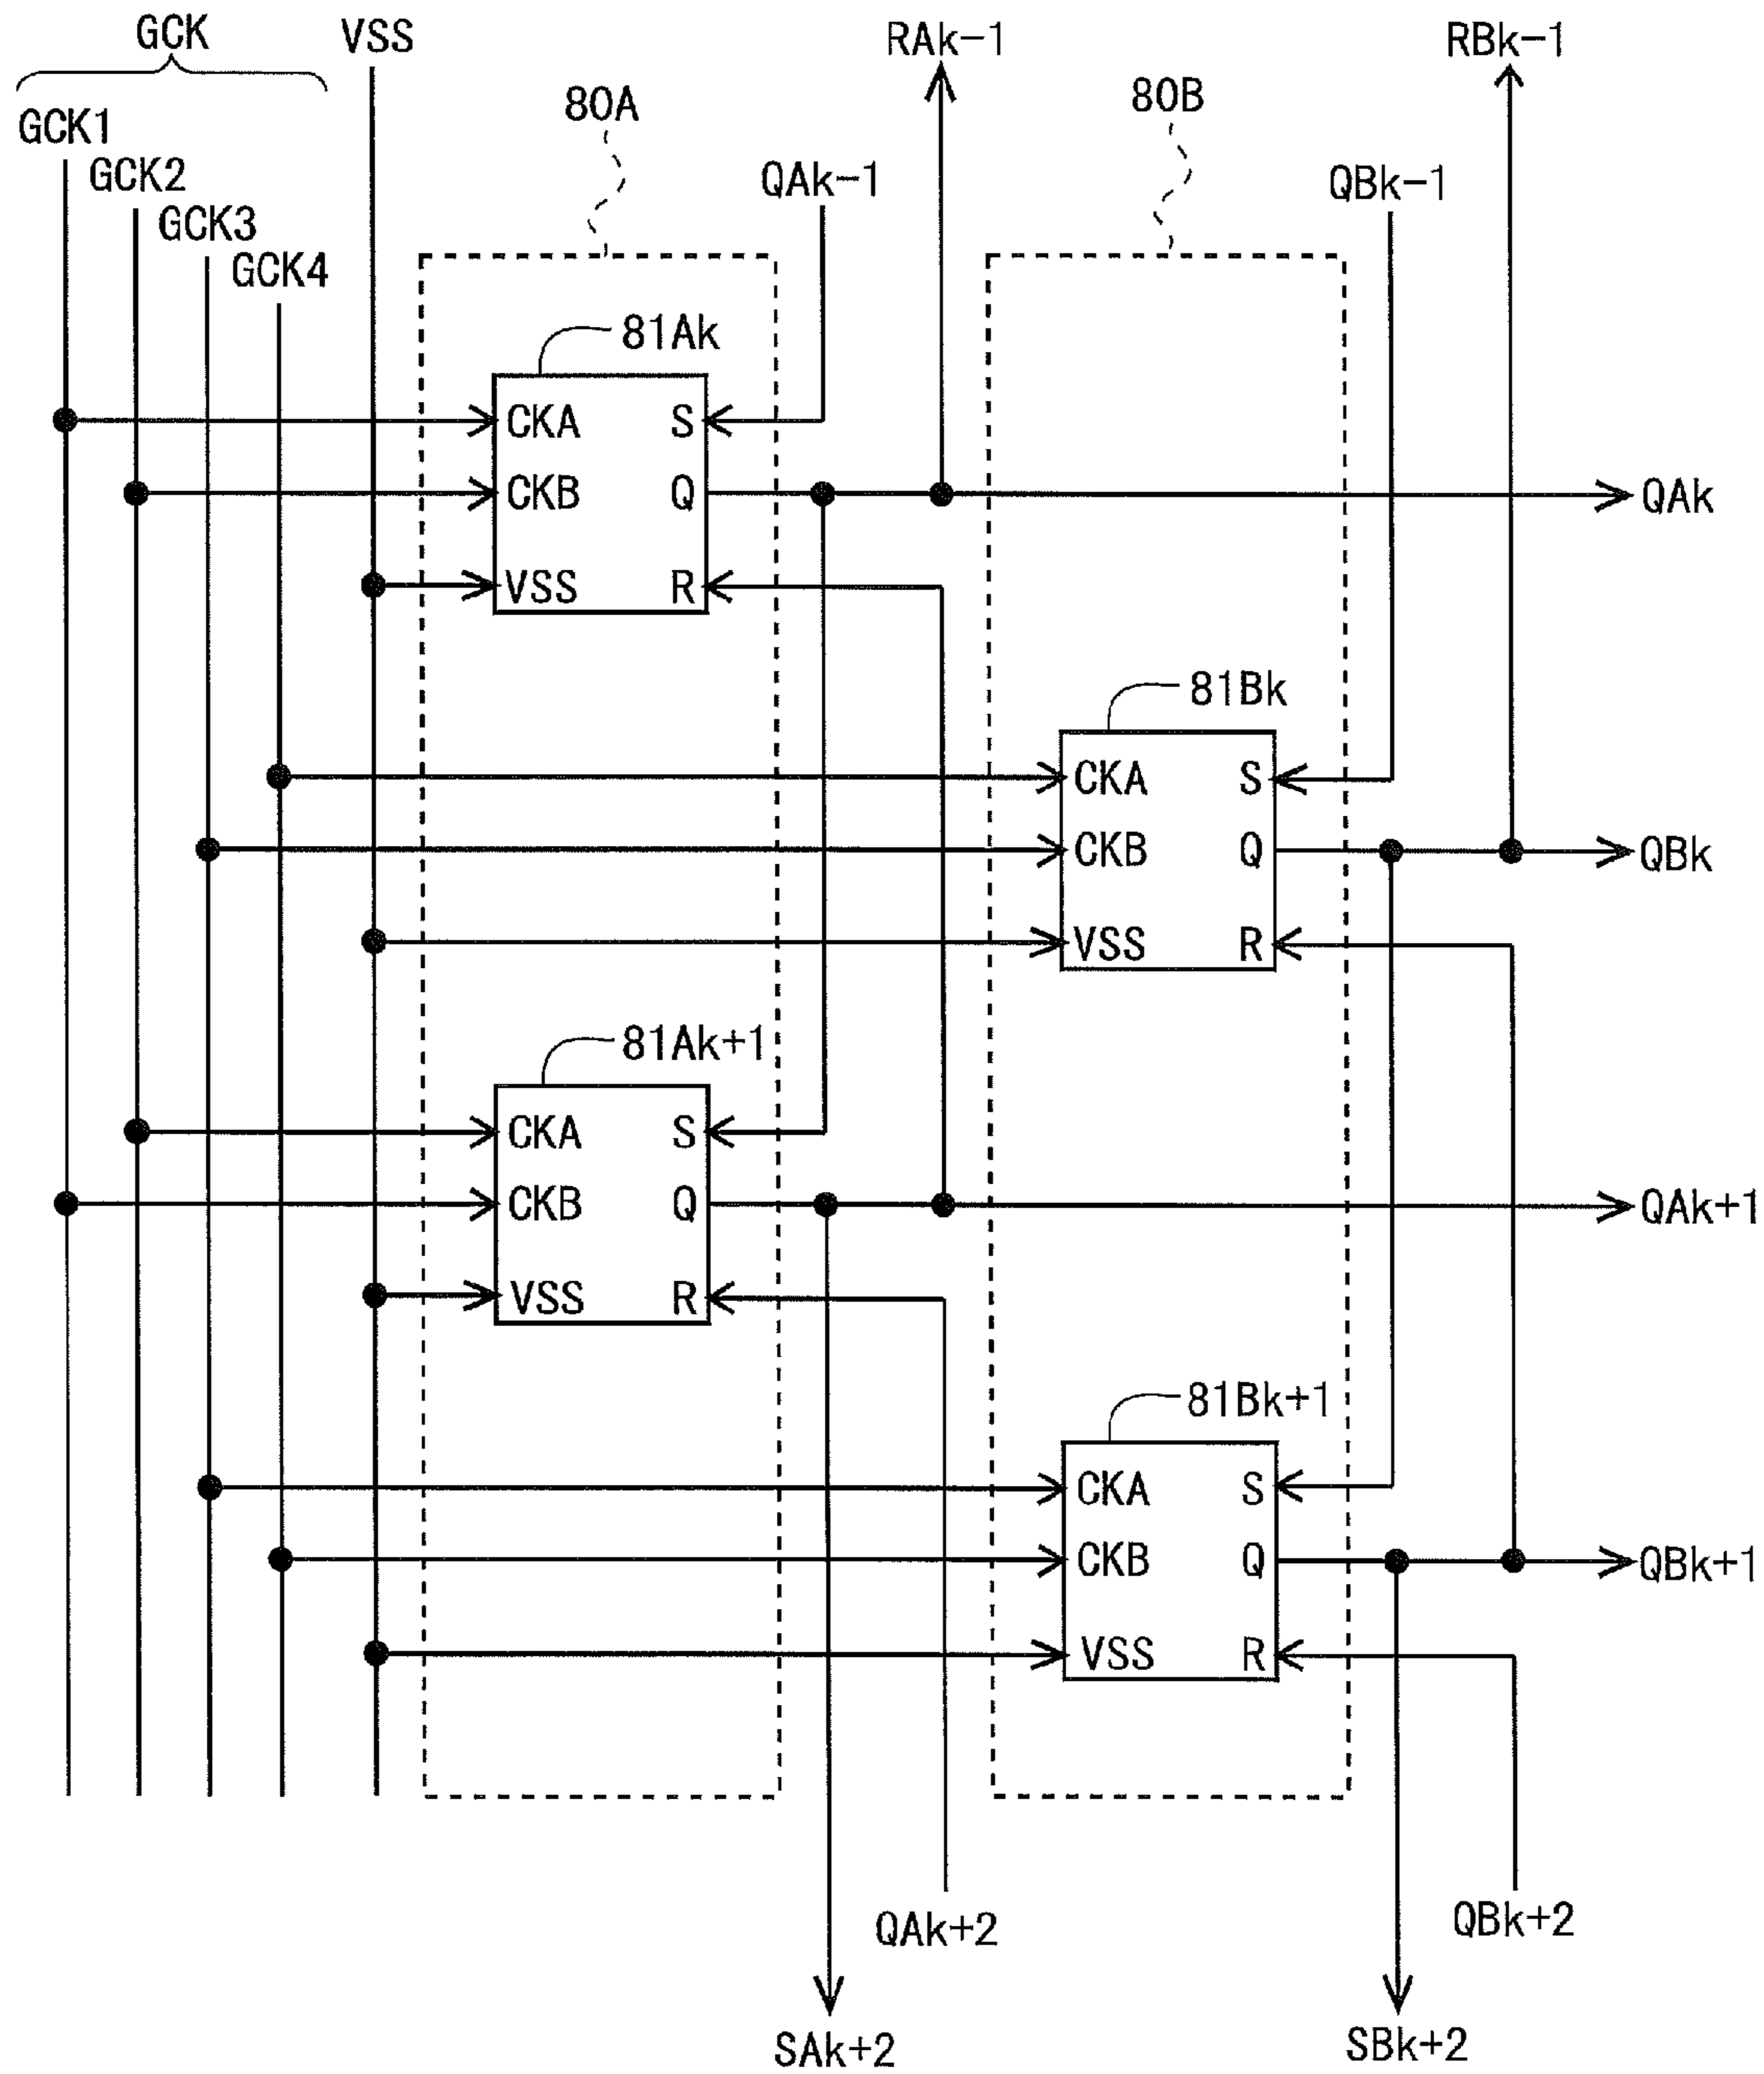 GCK
VSS
RAk-1
RBk-1
GCK1
80A
80B
GCK2
QAk-1
QBk-1
GCK3
GCK4
81Ak
CKA S
CKB Q
QAk
VSS R
81Bk
CKA S
CKB Q
QBk
VSS R
81Ak+1
CKA S
CKB Q
QAk+1
VSS R
81Bk+1
CKA S
CKB Q
QBk+1
VSS R
QAk+2
QBk+2
SAk+2
SBk+2